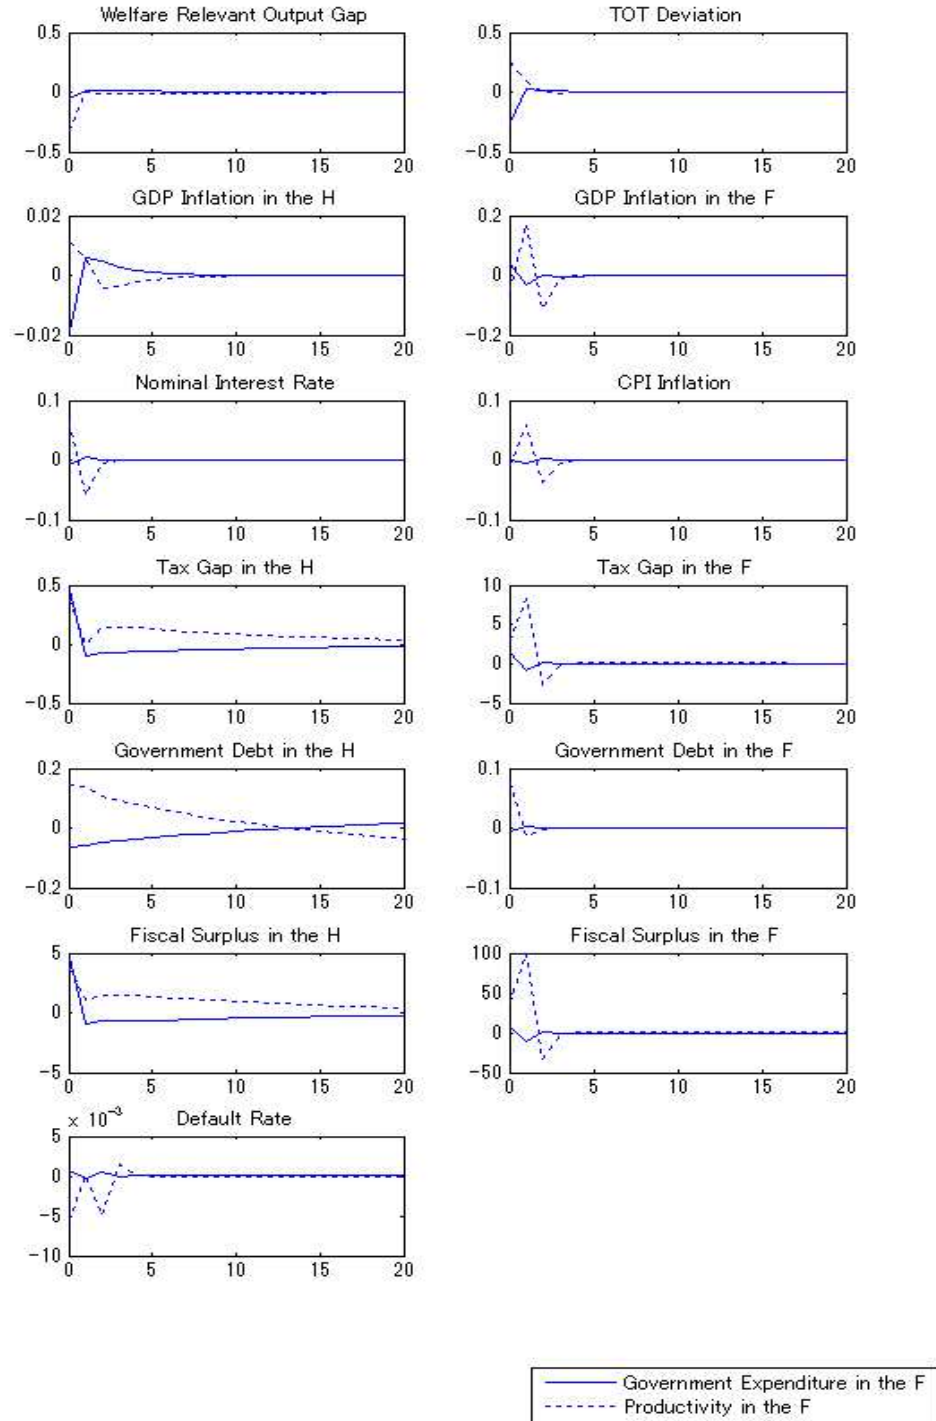 Welfare Relevant Output Gap
0.5
0
-0.5
0 5 10 15 20
TOT Deviation
0.5
0
-0.5
0 5 10 15 20
GDP Inflation in the H
0.02
0
-0.02
0 5 10 15 20
GDP Inflation in the F
0.2
0
-0.2
0 5 10 15 20
Nominal Interest Rate
0.1
0
-0.1
0 5 10 15 20
CPI Inflation
0.1
0
-0.1
0 5 10 15 20
Tax Gap in the H
0.5
0
-0.5
0 5 10 15 20
Tax Gap in the F
10
5
0
-5
0 5 10 15 20
Government Debt in the H
0.2
0
-0.2
0 5 10 15 20
Government Debt in the F
0.1
0
-0.1
0 5 10 15 20
Fiscal Surplus in the H
5
0
-5
0 5 10 15 20
Fiscal Surplus in the F
100
50
0
-50
0 5 10 15 20
x 10^-3 Default Rate
5
0
-5
-10
0 5 10 15 20
Government Expenditure in the F
Productivity in the F